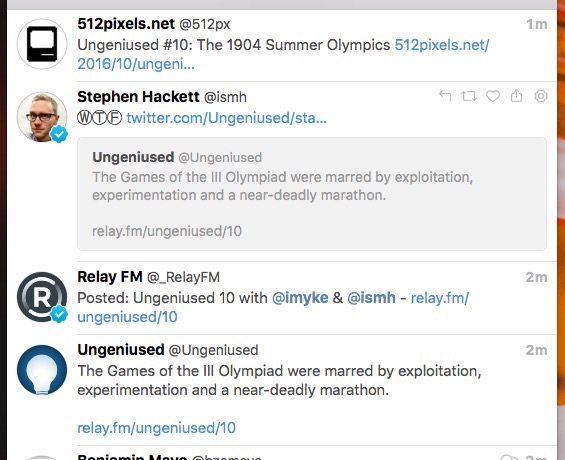 512pixels.net @512px 1m
Ungeniused #10: The 1904 Summer Olympics 512pixels.net/
2016/10/ungeni...
Stephen Hackett @ismh
ⓌⓉⒻ twitter.com/Ungeniused/sta...
Ungeniused @Ungeniused
The Games of the III Olympiad were marred by exploitation,
experimentation and a near-deadly marathon.
relay.fm/ungeniused/10
Relay FM @_RelayFM 2m
Posted: Ungeniused 10 with @imyke & @ismh - relay.fm/
ungeniused/10
Ungeniused @Ungeniused 2m
The Games of the III Olympiad were marred by exploitation,
experimentation and a near-deadly marathon.
relay.fm/ungeniused/10